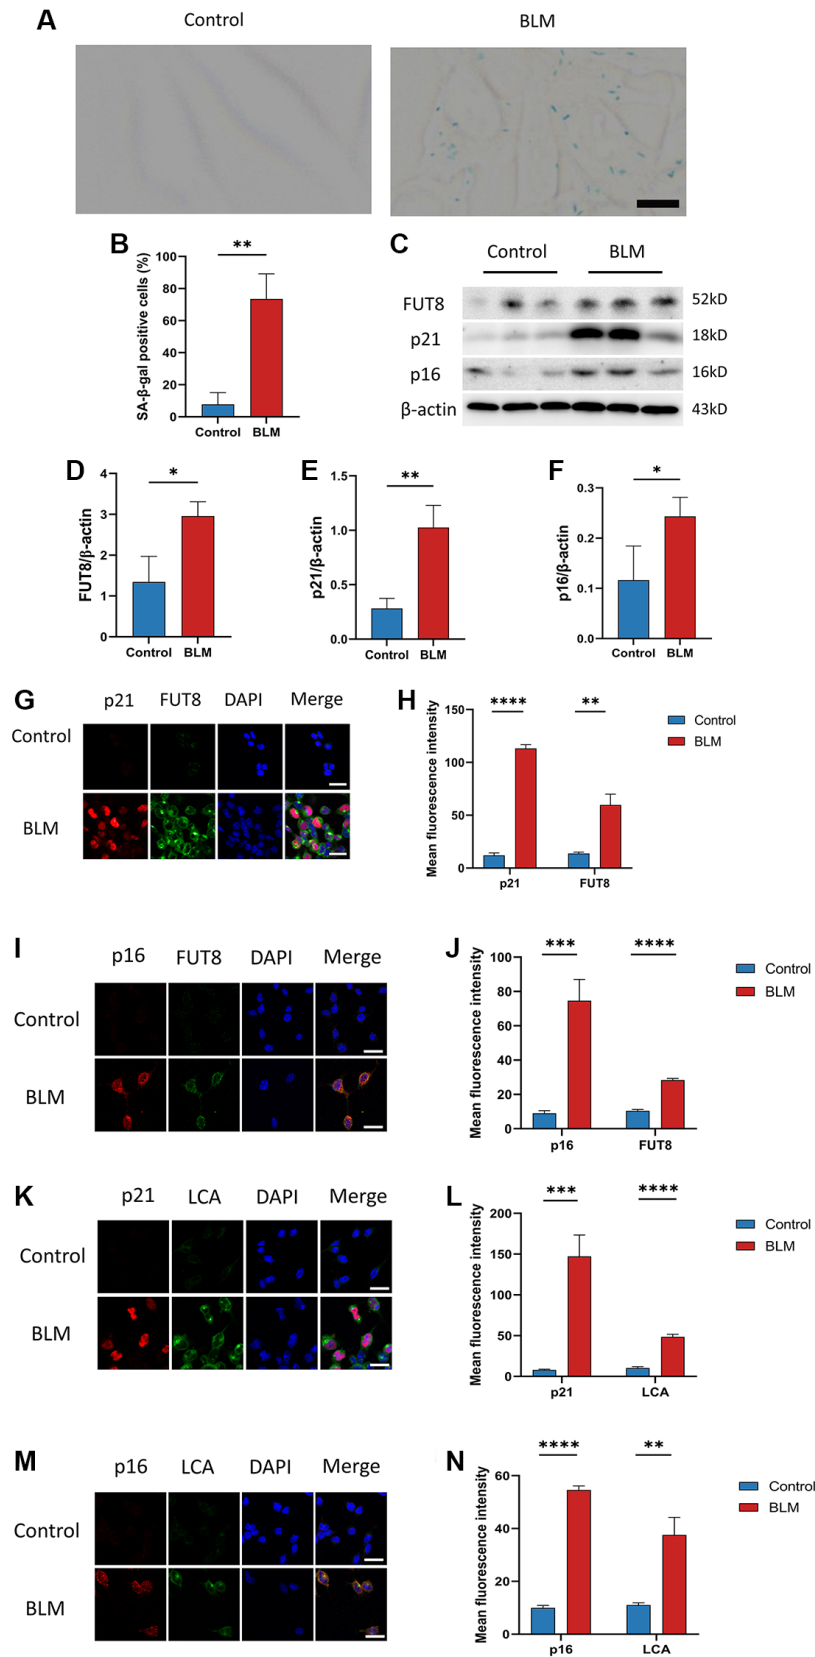 A
Control
BLM
B
SA-β-gal positive cells (%)
100
80
60
40
20
0
**
Control
BLM
C
Control
BLM
FUT8
52kD
p21
18kD
p16
16kD
β-actin
43kD
D
FUT8/β-actin
4
3
2
1
0
*
Control
BLM
E
p21/β-actin
1.5
1.0
0.5
0.0
**
Control
BLM
F
p16/β-actin
0.3
0.2
0.1
0.0
*
Control
BLM
G
p21 FUT8 DAPI Merge
Control
BLM
H
Mean fluorescence intensity
150
100
50
0
****
**
p21
FUT8
Control
BLM
I
p16 FUT8 DAPI Merge
Control
BLM
J
Mean fluorescence intensity
100
80
60
40
20
0
***
****
p16
FUT8
Control
BLM
K
p21 LCA DAPI Merge
Control
BLM
L
Mean fluorescence intensity
200
150
100
50
0
***
****
p21
LCA
Control
BLM
M
p16 LCA DAPI Merge
Control
BLM
N
Mean fluorescence intensity
60
40
20
0
****
**
p16
LCA
Control
BLM